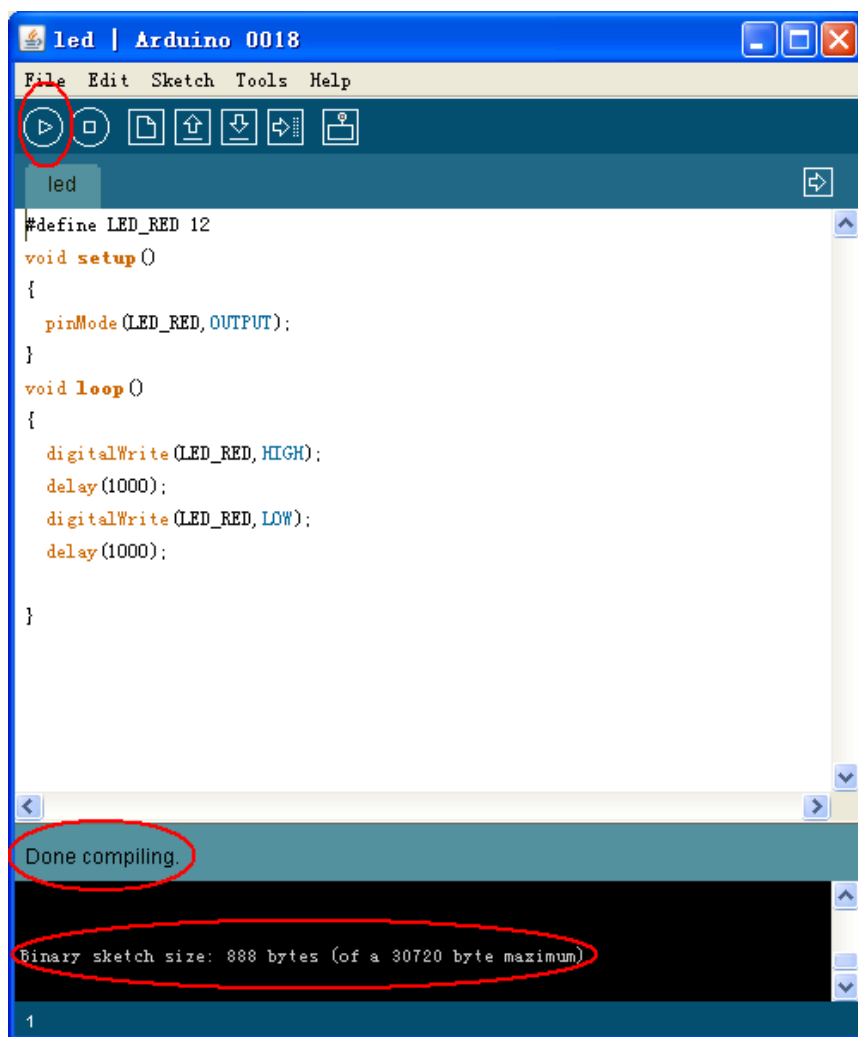 led | Arduino 0018
File Edit Sketch Tools Help
led
#define LED_RED 12
void setup()
{
  pinMode(LED_RED,OUTPUT);
}
void loop()
{
  digitalWrite(LED_RED,HIGH);
  delay(1000);
  digitalWrite(LED_RED,LOW);
  delay(1000);
}
Done compiling.
Binary sketch size: 888 bytes (of a 30720 byte maximum)
1